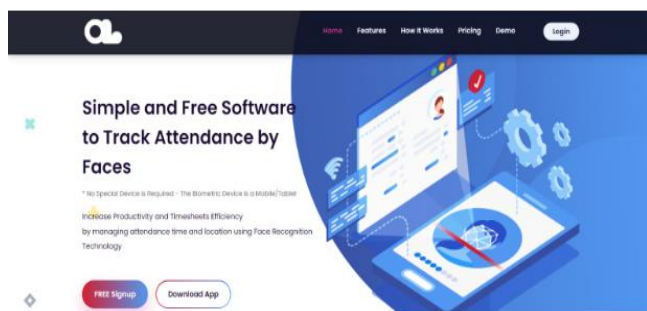 Home Features How It Works Pricing Demo Login
Simple and Free Software
to Track Attendance by
Faces
* No Special Device is Required - The Biometric Device is a Mobile/Tablet
Increase Productivity and Timesheets Efficiency
by managing attendance time and location using Face Recognition
Technology
FREE Signup Download App